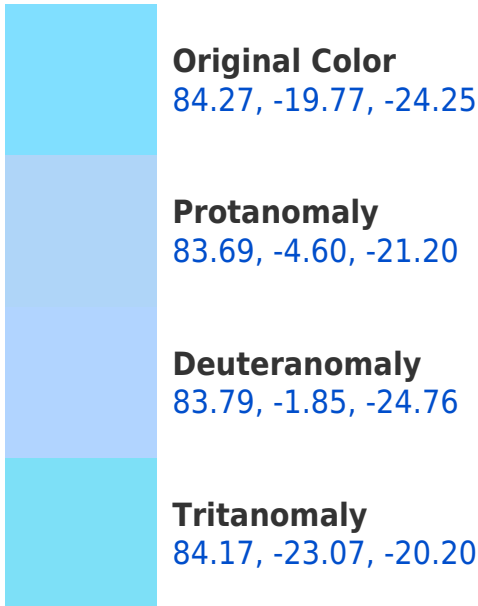 Original Color
84.27, -19.77, -24.25
Protanomaly
83.69, -4.60, -21.20
Deuteranomaly
83.79, -1.85, -24.76
Tritanomaly
84.17, -23.07, -20.20